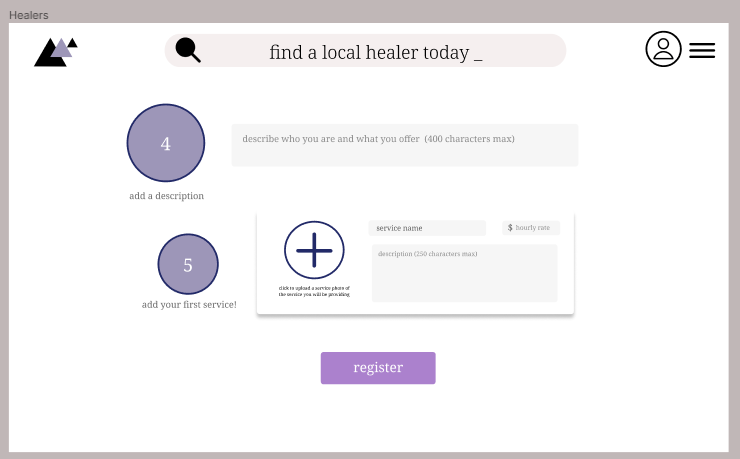 Healers
find a local healer today _
4
describe who you are and what you offer (400 characters max)
add a description
service name
$ hourly rate
5
description (250 characters max)
click to upload a service photo of
the service you will be providing
add your first service!
register